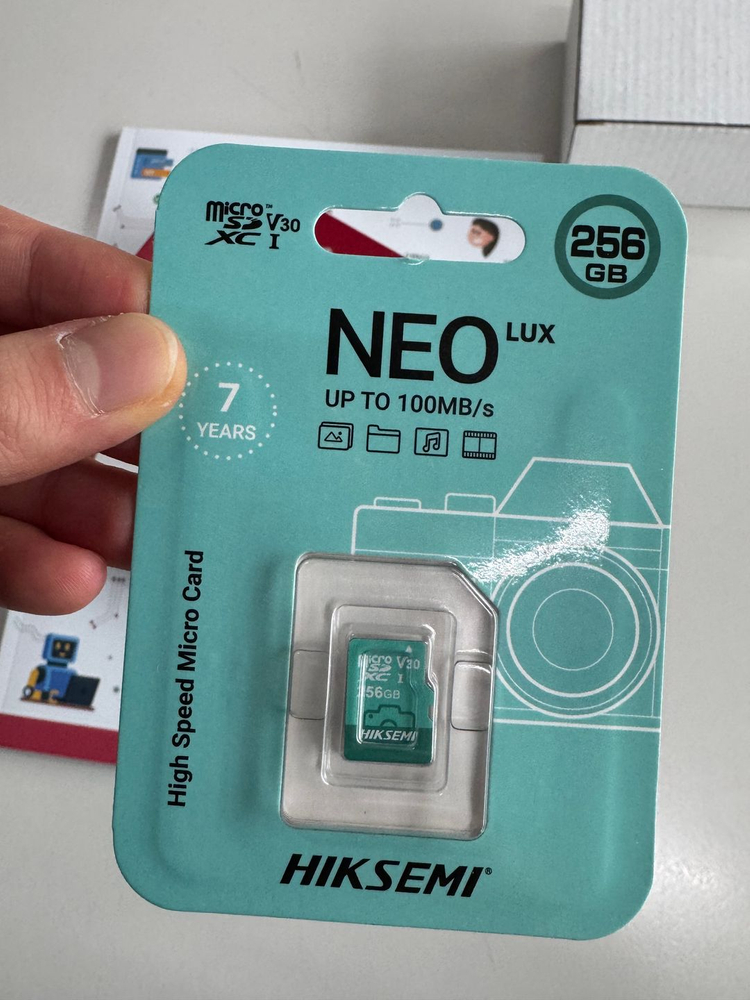 micro SD XC™ V30 I
256 GB
NEO LUX
UP TO 100MB/s
7 YEARS
High Speed Micro Card
micro SD XC V30 I
256GB
HIKSEMI
HIKSEMI®